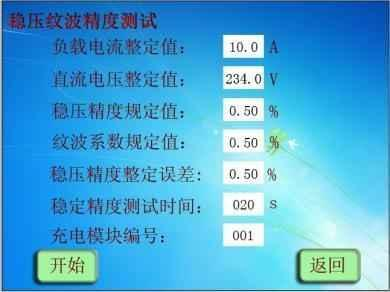 稳压纹波精度测试
负载电流整定值： 10.0 A
直流电压整定值： 234.0 V
稳压精度规定值： 0.50 %
纹波系数规定值： 0.50 %
稳压精度整定误差： 0.50 %
稳定精度测试时间： 020 s
充电模块编号： 001
开始 返回